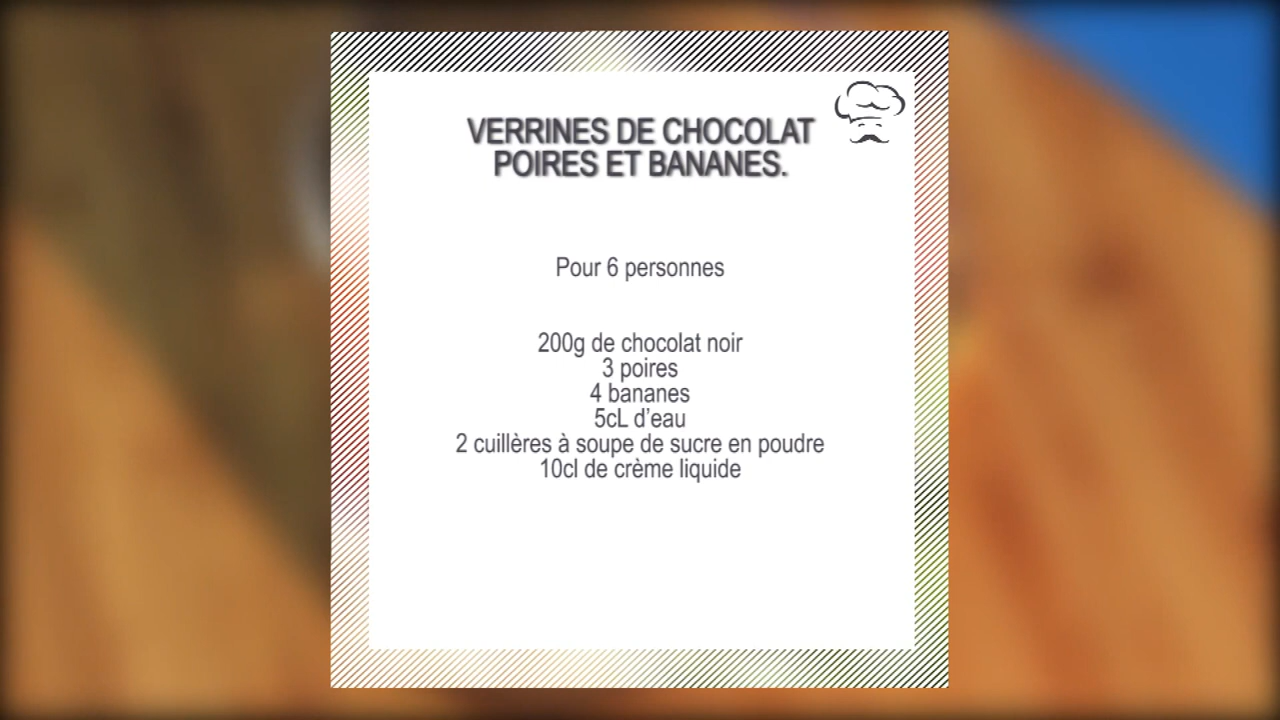 VERRINES DE CHOCOLAT
POIRES ET BANANES.
Pour 6 personnes
200g de chocolat noir
3 poires
4 bananes
5cL d’eau
2 cuillères à soupe de sucre en poudre
10cl de crème liquide